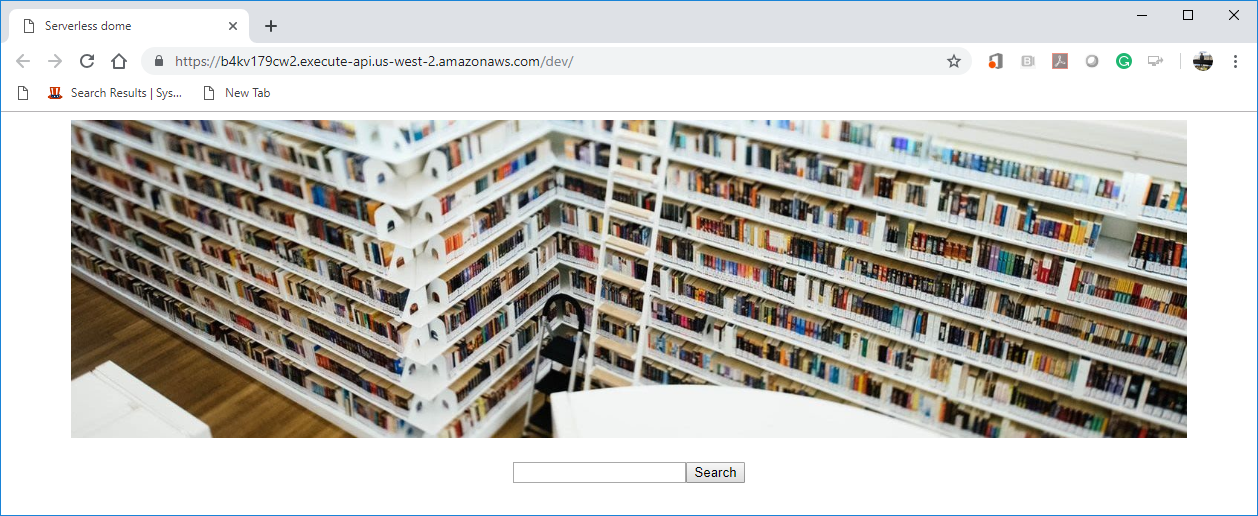 Serverless dome
https://b4kv179cw2.execute-api.us-west-2.amazonaws.com/dev/
Search Results | Sys... New Tab
Search